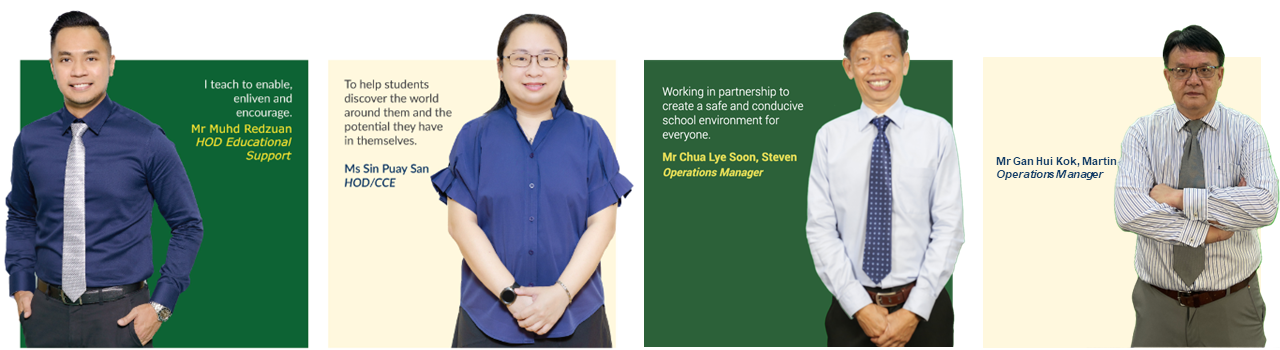 I teach to enable,
enliven and
encourage.
Mr Muhd Redzuan
HOD Educational
Support
To help students
discover the world
around them and the
potential they have
in themselves.
Ms Sin Puay San
HOD/CCE
Working in partnership to
create a safe and conducive
school environment for
everyone.
Mr Chua Lye Soon, Steven
Operations Manager
Mr Gan Hui Kok, Martin
Operations Manager